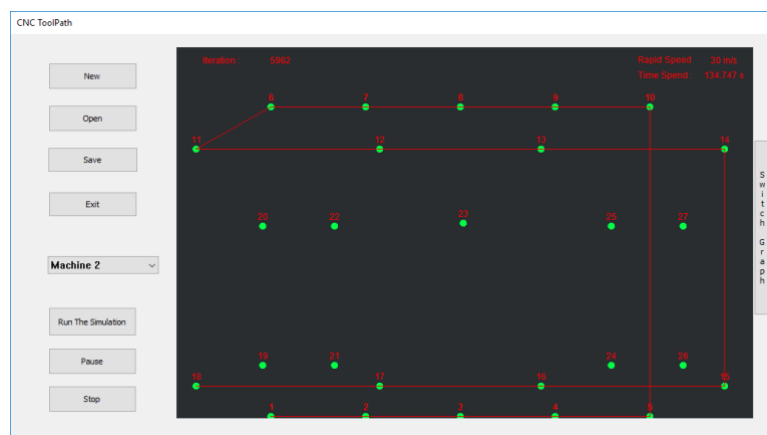 CNC ToolPath
New
Open
Save
Exit
Machine 2
Run The Simulation
Pause
Stop
Iteration : 5962
Rapid Speed 30 in/s
Time Spend : 134.747 s
6 7 8 9 10
11 12 13 14
20 22 23 25 27
19 21 24 26
18 17 16 15
1 2 3 4 5
Switch Graph